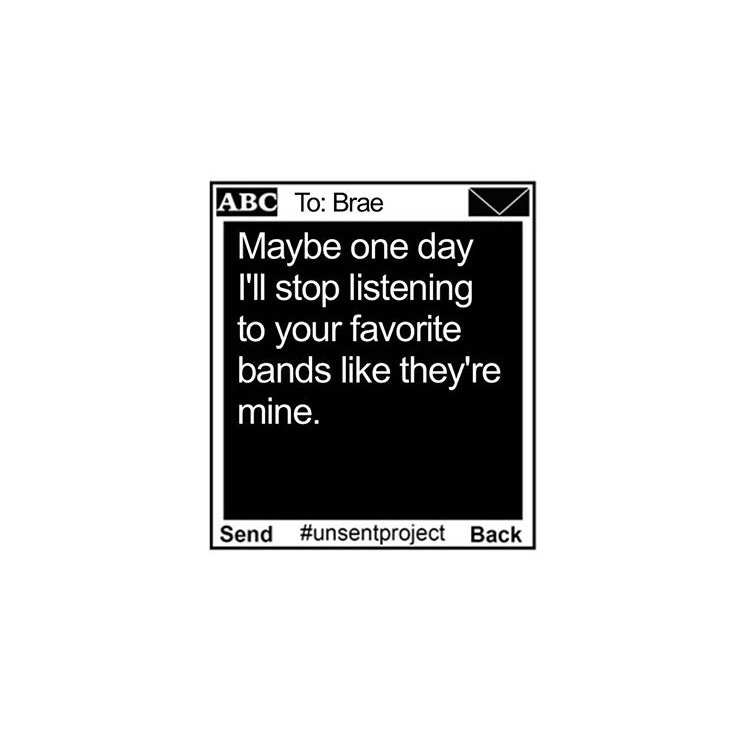 ABC To: Brae
Maybe one day
I'll stop listening
to your favorite
bands like they're
mine.
Send #unsentproject Back